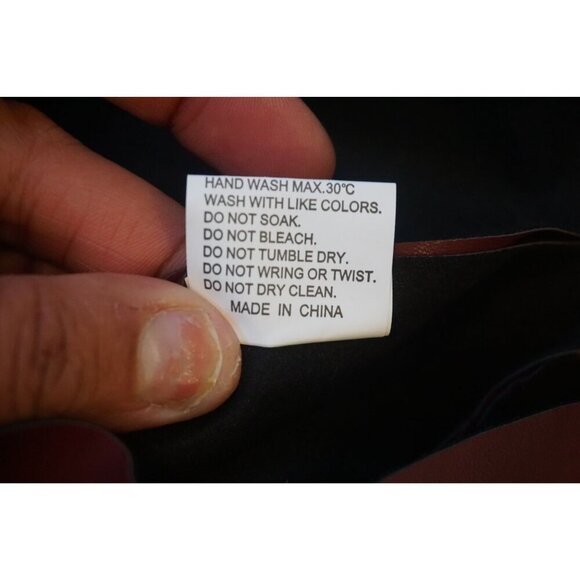 HAND WASH MAX.30℃
WASH WITH LIKE COLORS.
DO NOT SOAK.
DO NOT BLEACH.
DO NOT TUMBLE DRY.
DO NOT WRING OR TWIST.
DO NOT DRY CLEAN.
MADE IN CHINA